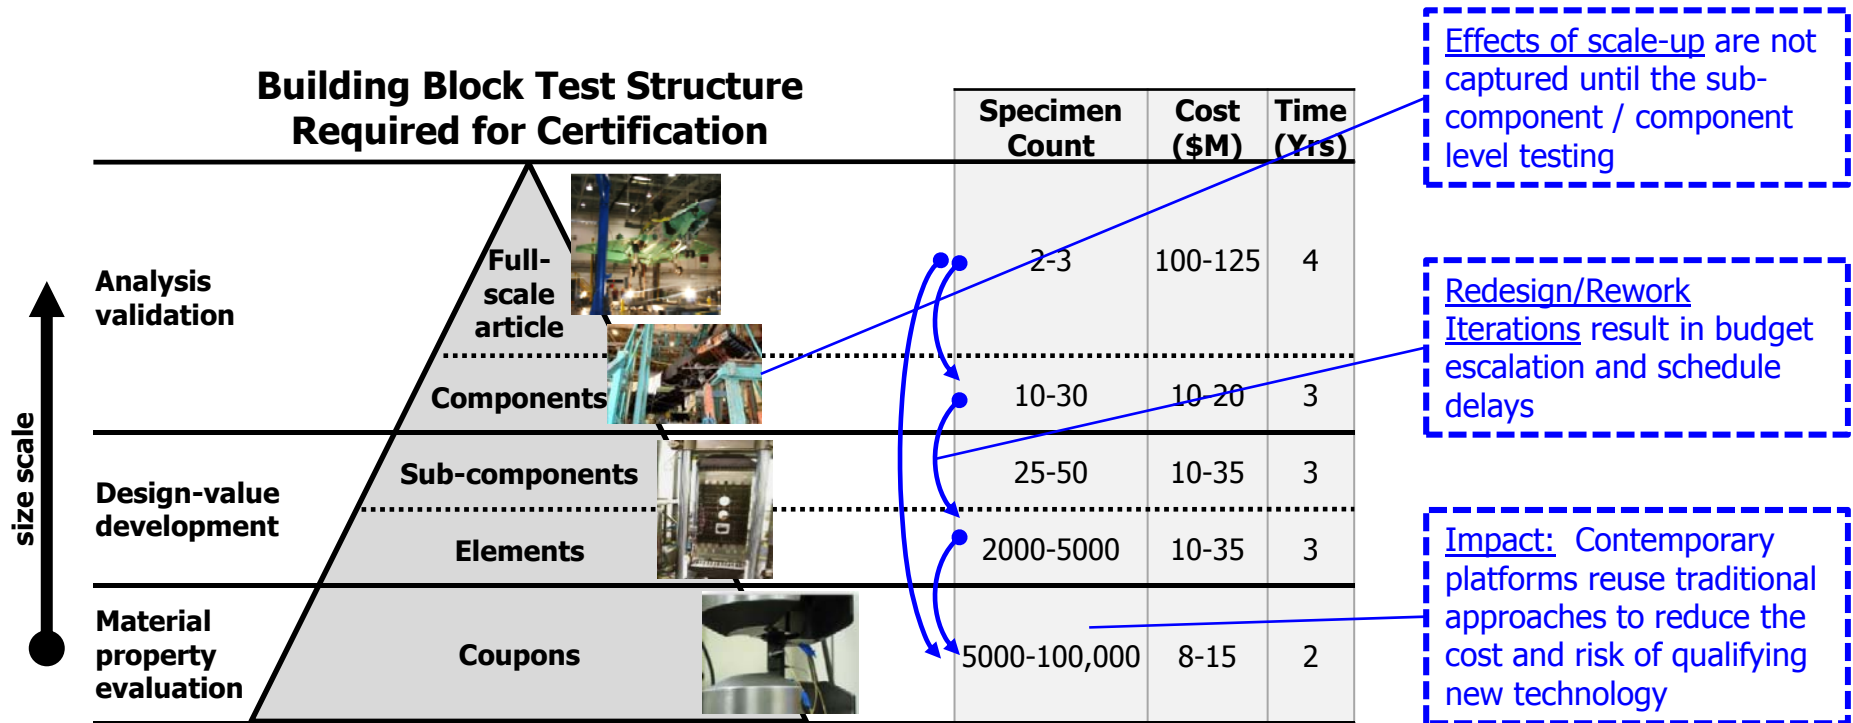 Building Block Test Structure
Required for Certification
Specimen
Count
Cost
($M)
Time
(Yrs)
size scale
Analysis
validation
Full-
scale
article
2-3
100-125
4
Components
10-30
10-20
3
Design-value
development
Sub-components
25-50
10-35
3
Elements
2000-5000
10-35
3
Material
property
evaluation
Coupons
5000-100,000
8-15
2
Effects of scale-up are not
captured until the sub-
component / component
level testing
Redesign/Rework
Iterations result in budget
escalation and schedule
delays
Impact: Contemporary
platforms reuse traditional
approaches to reduce the
cost and risk of qualifying
new technology